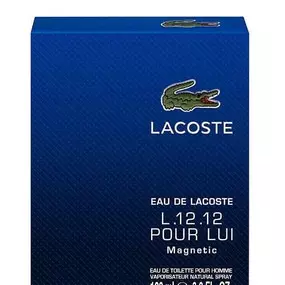 LACOSTE
EAU DE LACOSTE
L.12.12
POUR LUI
Magnetic
EAU DE TOILETTE POUR HOMME
VAPORISATEUR NATURAL SPRAY